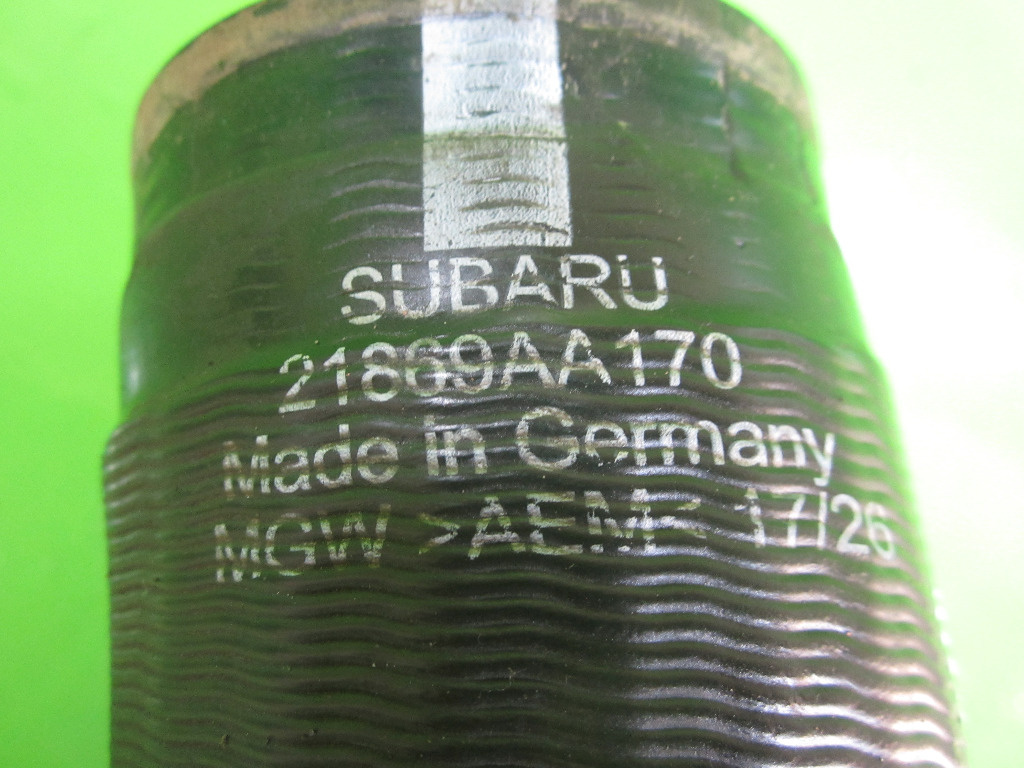 SUBARU
21869AA170
Made in Germany
MGW >AEM< 17/26